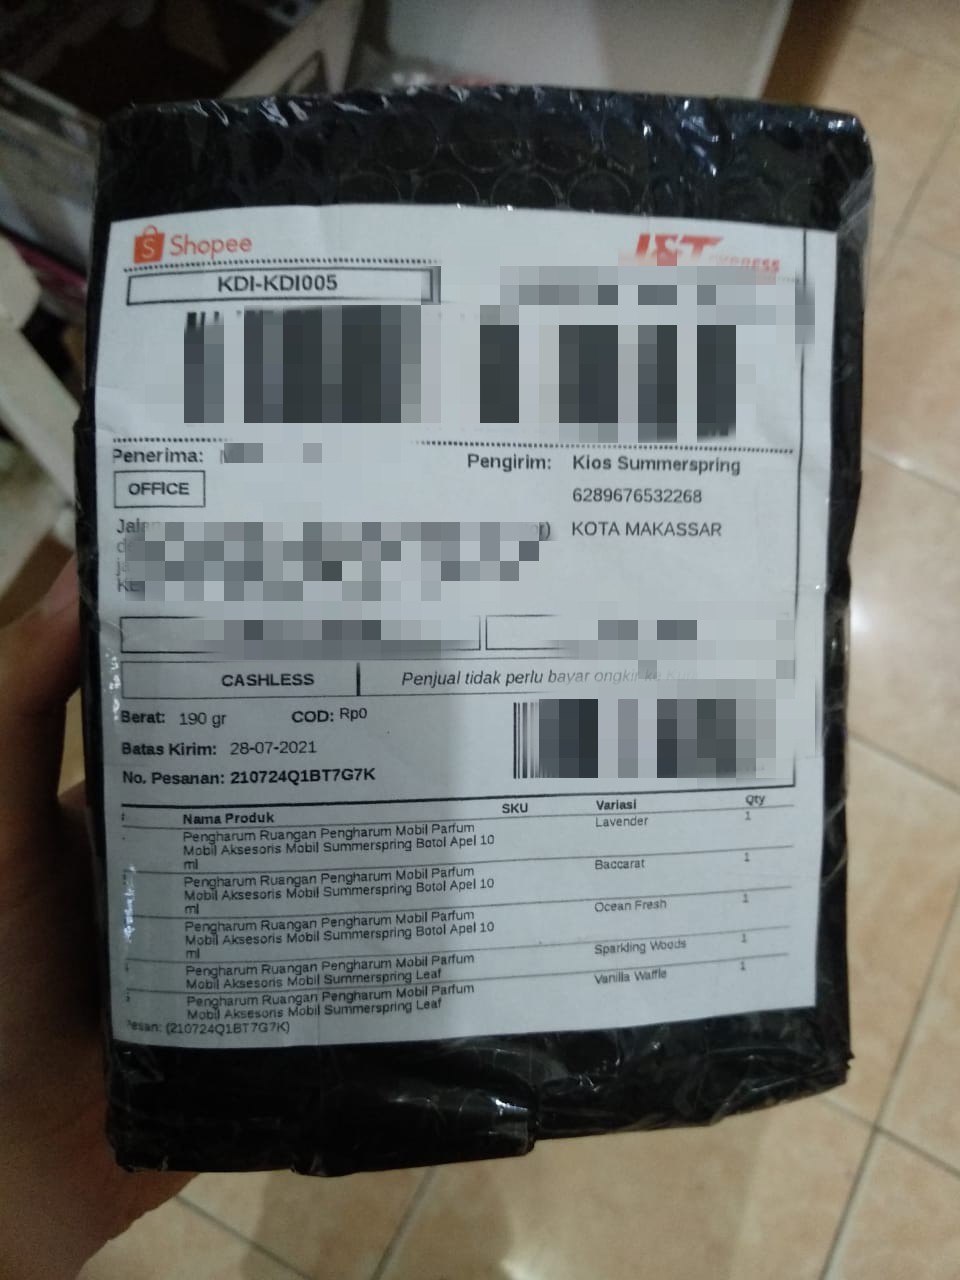 Shopee
J&T EXPRESS
KDI-KDI005
Penerima:
OFFICE
Pengirim: Kios Summerspring
6289676532268
KOTA MAKASSAR
CASHLESS
Penjual tidak perlu bayar ongkir ke
Berat: 190 gr COD: Rp0
Batas Kirim: 28-07-2021
No. Pesanan: 210724Q1BT7G7K
# Nama Produk SKU Variasi Qty
Pengharum Ruangan Pengharum Mobil Parfum Lavender 1
Mobil Aksesoris Mobil Summerspring Botol Apel 10
ml
Pengharum Ruangan Pengharum Mobil Parfum Baccarat 1
Mobil Aksesoris Mobil Summerspring Botol Apel 10
ml
Pengharum Ruangan Pengharum Mobil Parfum Ocean Fresh 1
Mobil Aksesoris Mobil Summerspring Botol Apel 10
ml
Pengharum Ruangan Pengharum Mobil Parfum Sparkling Woods 1
Mobil Aksesoris Mobil Summerspring Leaf
Pengharum Ruangan Pengharum Mobil Parfum Vanilla Waffle 1
Mobil Aksesoris Mobil Summerspring Leaf
Pesan: (210724Q1BT7G7K)